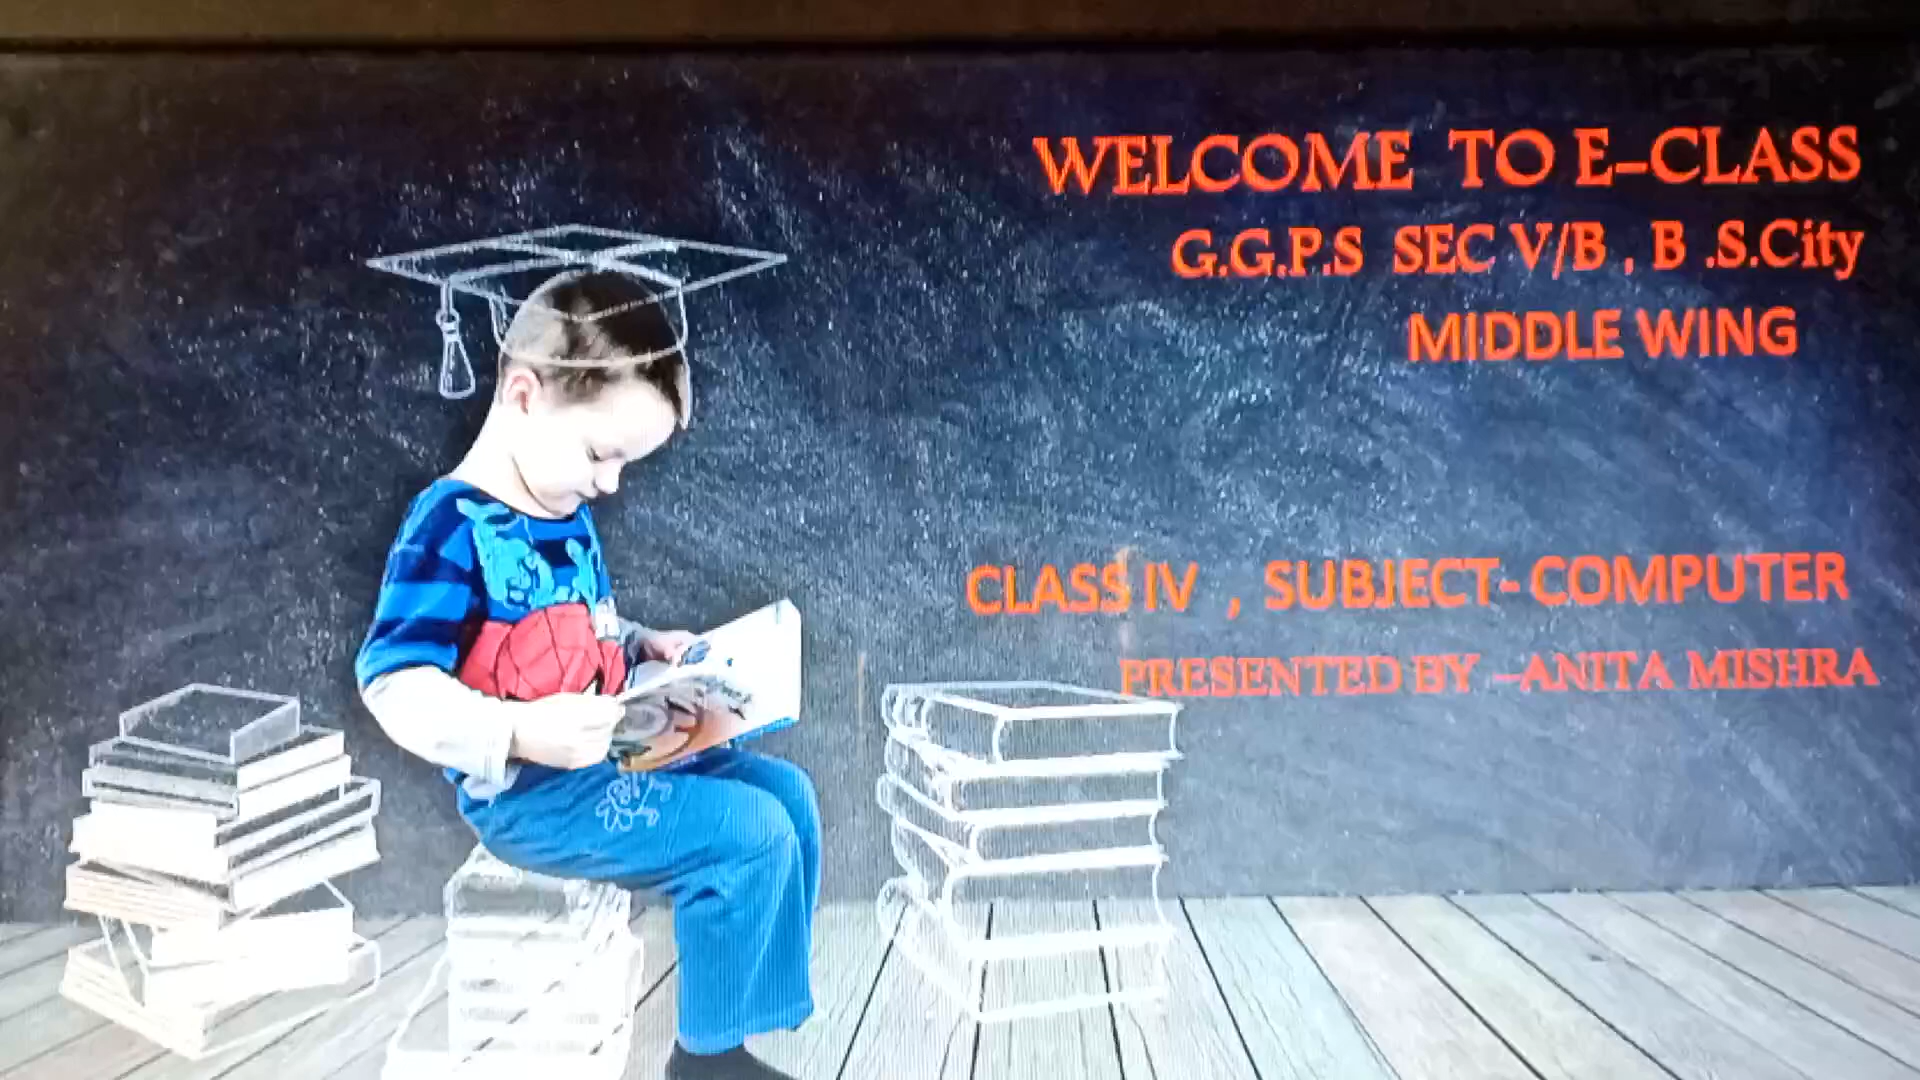 WELCOME TO E-CLASS
G.G.P.S SEC V/B , B .S.City
MIDDLE WING
CLASS IV , SUBJECT- COMPUTER
PRESENTED BY -ANITA MISHRA